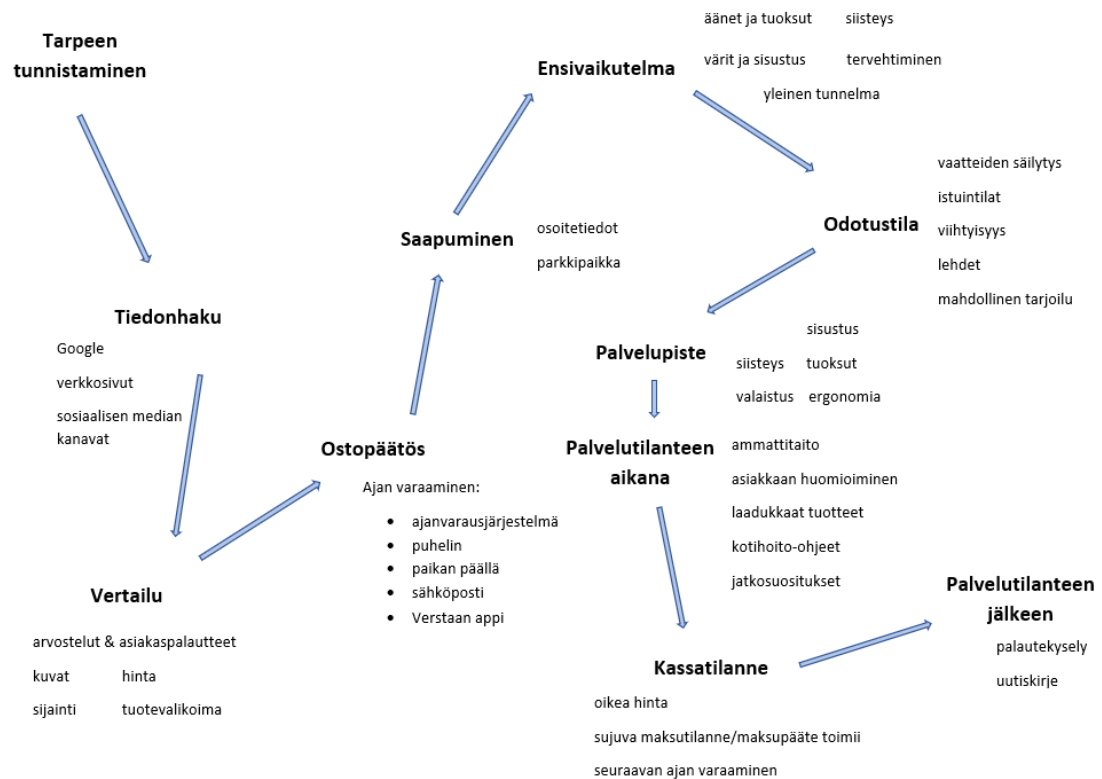 Tarpeen
tunnistaminen
Tiedonhaku
Google
verkkosivut
sosiaalisen median
kanavat
Vertailu
arvostelut & asiakaspalautteet
kuvat hinta
sijainti tuotevalikoima
Ostopäätös
Ajan varaaminen:
• ajanvarausjärjestelmä
• puhelin
• paikan päällä
• sähköposti
• Verstaan appi
Saapuminen
osoitetiedot
parkkipaikka
Ensivaikutelma
äänet ja tuoksut siisteys
värit ja sisustus tervehtiminen
yleinen tunnelma
Odotustila
vaatteiden säilytys
istuintilat
viihtyisyys
lehdet
mahdollinen tarjoilu
Palvelupiste
sisustus
siisteys tuoksut
valaistus ergonomia
Palvelutilanteen
aikana
ammattitaito
asiakkaan huomioiminen
laadukkaat tuotteet
kotihoito-ohjeet
jatkosuositukset
Kassatilanne
oikea hinta
sujuva maksutilanne/maksupääte toimii
seuraavan ajan varaaminen
Palvelutilanteen
jälkeen
palautekysely
uutiskirje